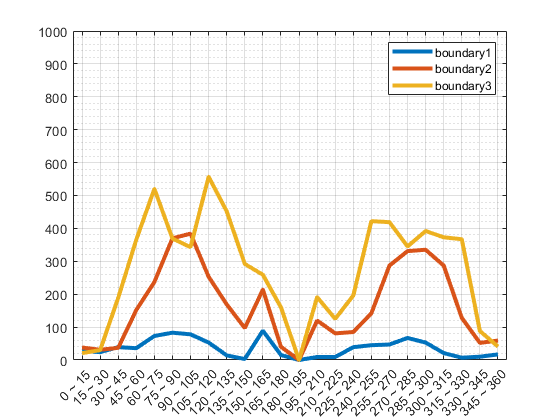 1000
900
800
700
600
500
400
300
200
100
0
boundary1
boundary2
boundary3
0 ~ 15
15 ~ 30
30 ~ 45
45 ~ 60
60 ~ 75
75 ~ 90
90 ~ 105
105 ~ 120
120 ~ 135
135 ~ 150
150 ~ 165
165 ~ 180
180 ~ 195
195 ~ 210
210 ~ 225
225 ~ 240
240 ~ 255
255 ~ 270
270 ~ 285
285 ~ 300
300 ~ 315
315 ~ 330
330 ~ 345
345 ~ 360